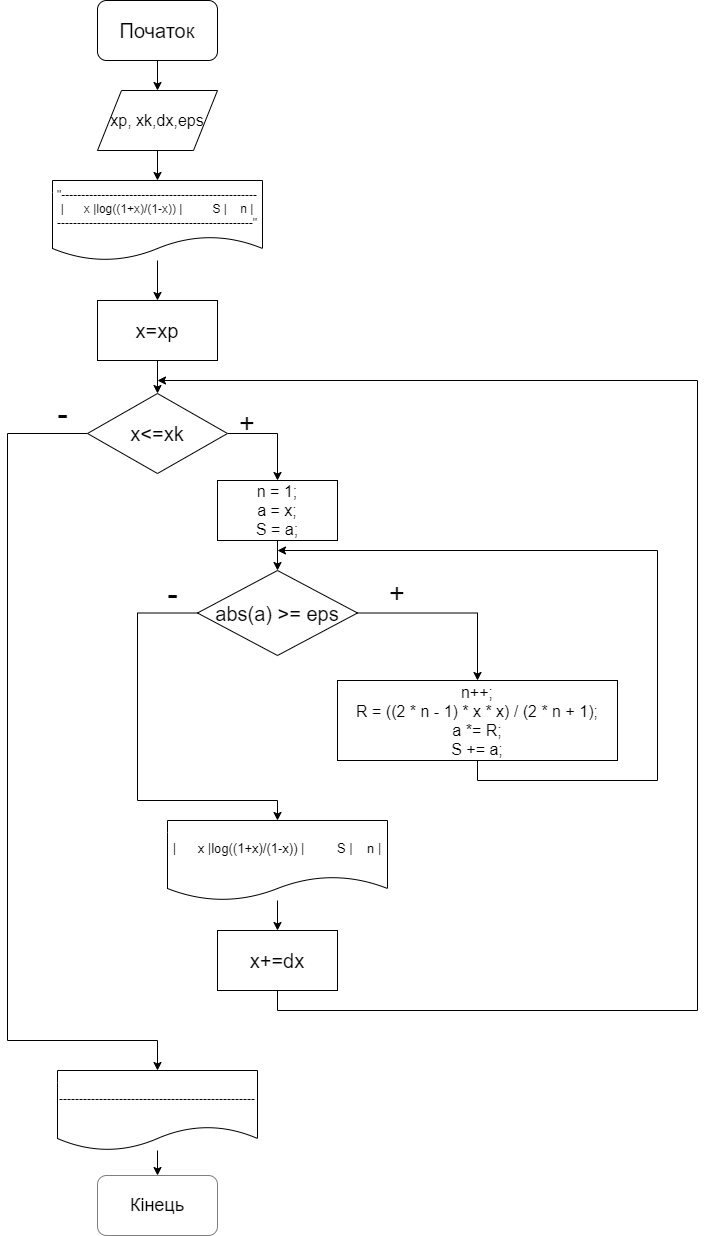 Початок
xp, xk,dx,eps
"-------------------------------------------------
| x |log((1+x)/(1-x)) | S | n |
-------------------------------------------------"
x=xp
-
+
x<=xk
n = 1;
a = x;
S = a;
-
+
abs(a) >= eps
n++;
R = ((2 * n - 1) * x * x) / (2 * n + 1);
a *= R;
S += a;
| x |log((1+x)/(1-x)) | S | n |
x+=dx
-------------------------------------------------
Кінець